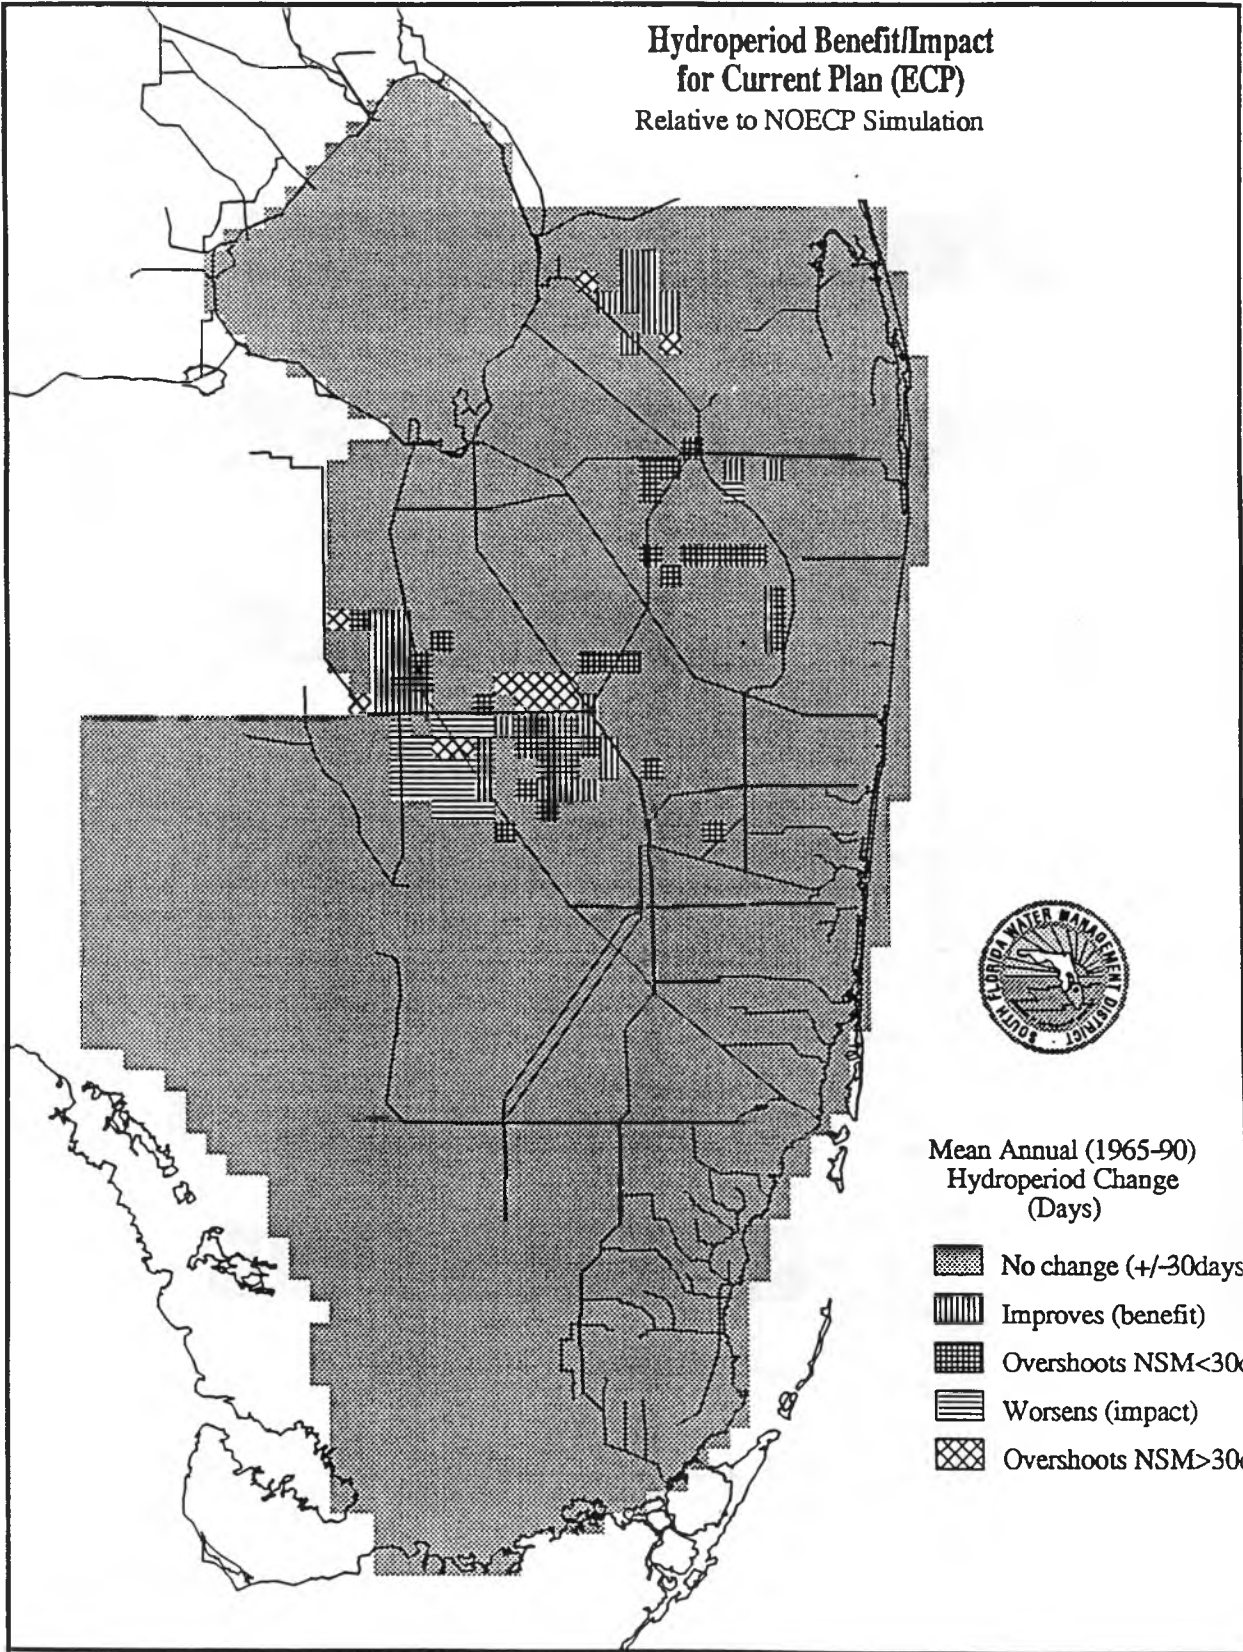 Hydroperiod Benefit/Impact
for Current Plan (ECP)
Relative to NOECP Simulation
SOUTH FLORIDA WATER MANAGEMENT DISTRICT
Mean Annual (1965-90)
Hydroperiod Change
(Days)
No change (+/-30days
Improves (benefit)
Overshoots NSM<30
Worsens (impact)
Overshoots NSM>30